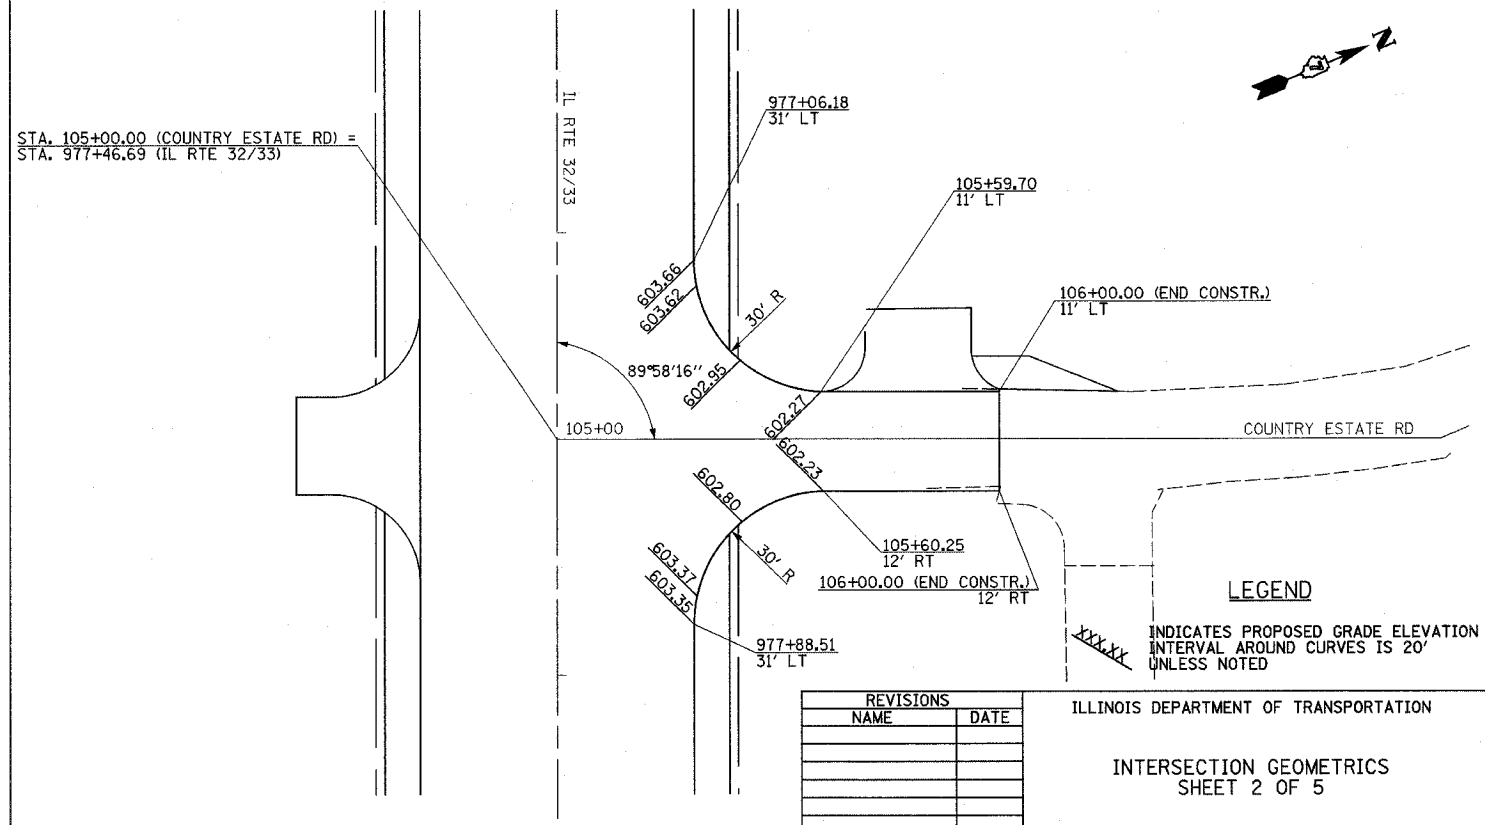 N
977+06.18
31' LT
IL RTE 32/33
STA. 105+00.00 (COUNTRY ESTATE RD) =
STA. 977+46.69 (IL RTE 32/33)
105+59.70
11' LT
603.66
603.62
30' R
106+00.00 (END CONSTR.)
11' LT
89°58'16''
602.95
602.27
105+00
COUNTRY ESTATE RD
602.23
602.80
105+60.25
12' RT
603.37
603.35
30' R
106+00.00 (END CONSTR.)
12' RT
977+88.51
31' LT
LEGEND
XXX.XX
INDICATES PROPOSED GRADE ELEVATION
INTERVAL AROUND CURVES IS 20'
UNLESS NOTED
REVISIONS
NAME DATE
ILLINOIS DEPARTMENT OF TRANSPORTATION
INTERSECTION GEOMETRICS
SHEET 2 OF 5